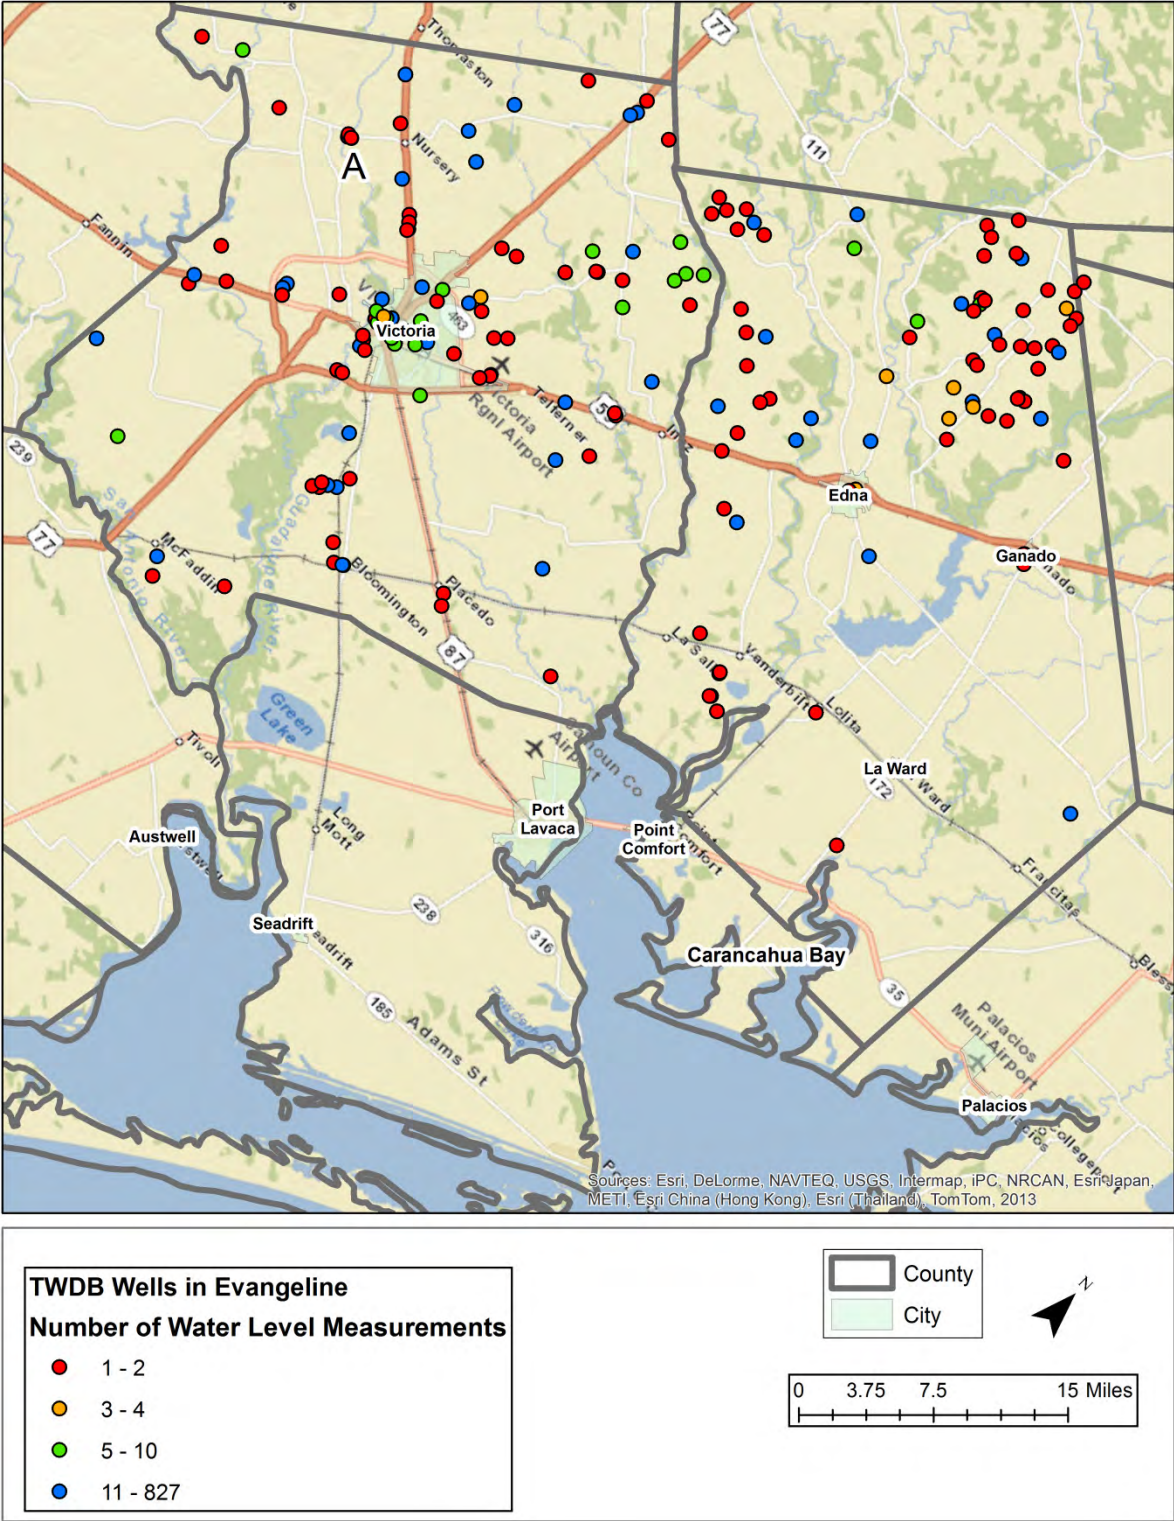 77
Thomaston
111
Nursery
A
Fannin
463
Victoria
Victoria
Rgnl Airport
Telferner
59
Inez
239
San
Antonio River
Guadalupe River
Edna
77
McFaddin
Ganado
Bloomington
Placedo
87
La Salle
Vanderbilt
Lolita
Green
Lake
Calhoun Co
Airport
Tivoli
La Ward
172
Ward
Long
Mott
Port
Lavaca
Point
Comfort
Austwell
Francitas
238
Seadrift
316
Carancahua Bay
35
185
Adams St
Palacios
Muni Airport
Palacios
Collegeport
Sources: Esri, DeLorme, NAVTEQ, USGS, Intermap, iPC, NRCAN, Esri Japan,
METI, Esri China (Hong Kong), Esri (Thailand), TomTom, 2013
TWDB Wells in Evangeline
Number of Water Level Measurements
1 - 2
3 - 4
5 - 10
11 - 827
County
City
N
0 3.75 7.5 15 Miles